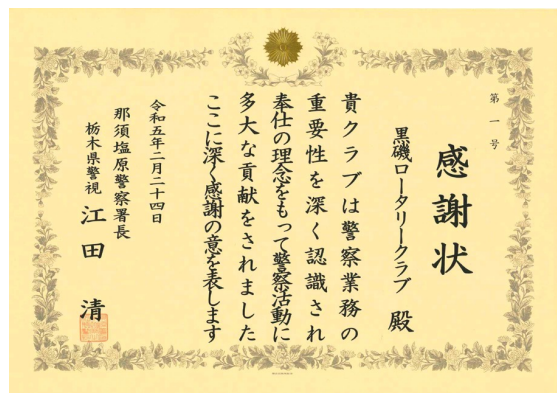 第一号
感謝状
黒磯ロータリークラブ 殿
貴クラブは警察業務の
重要性を深く認識され
奉仕の理念をもって警察活動に
多大な貢献をされました
ここに深く感謝の意を表します
令和五年二月二十四日
那須塩原警察署長
栃木県警視 江田 清